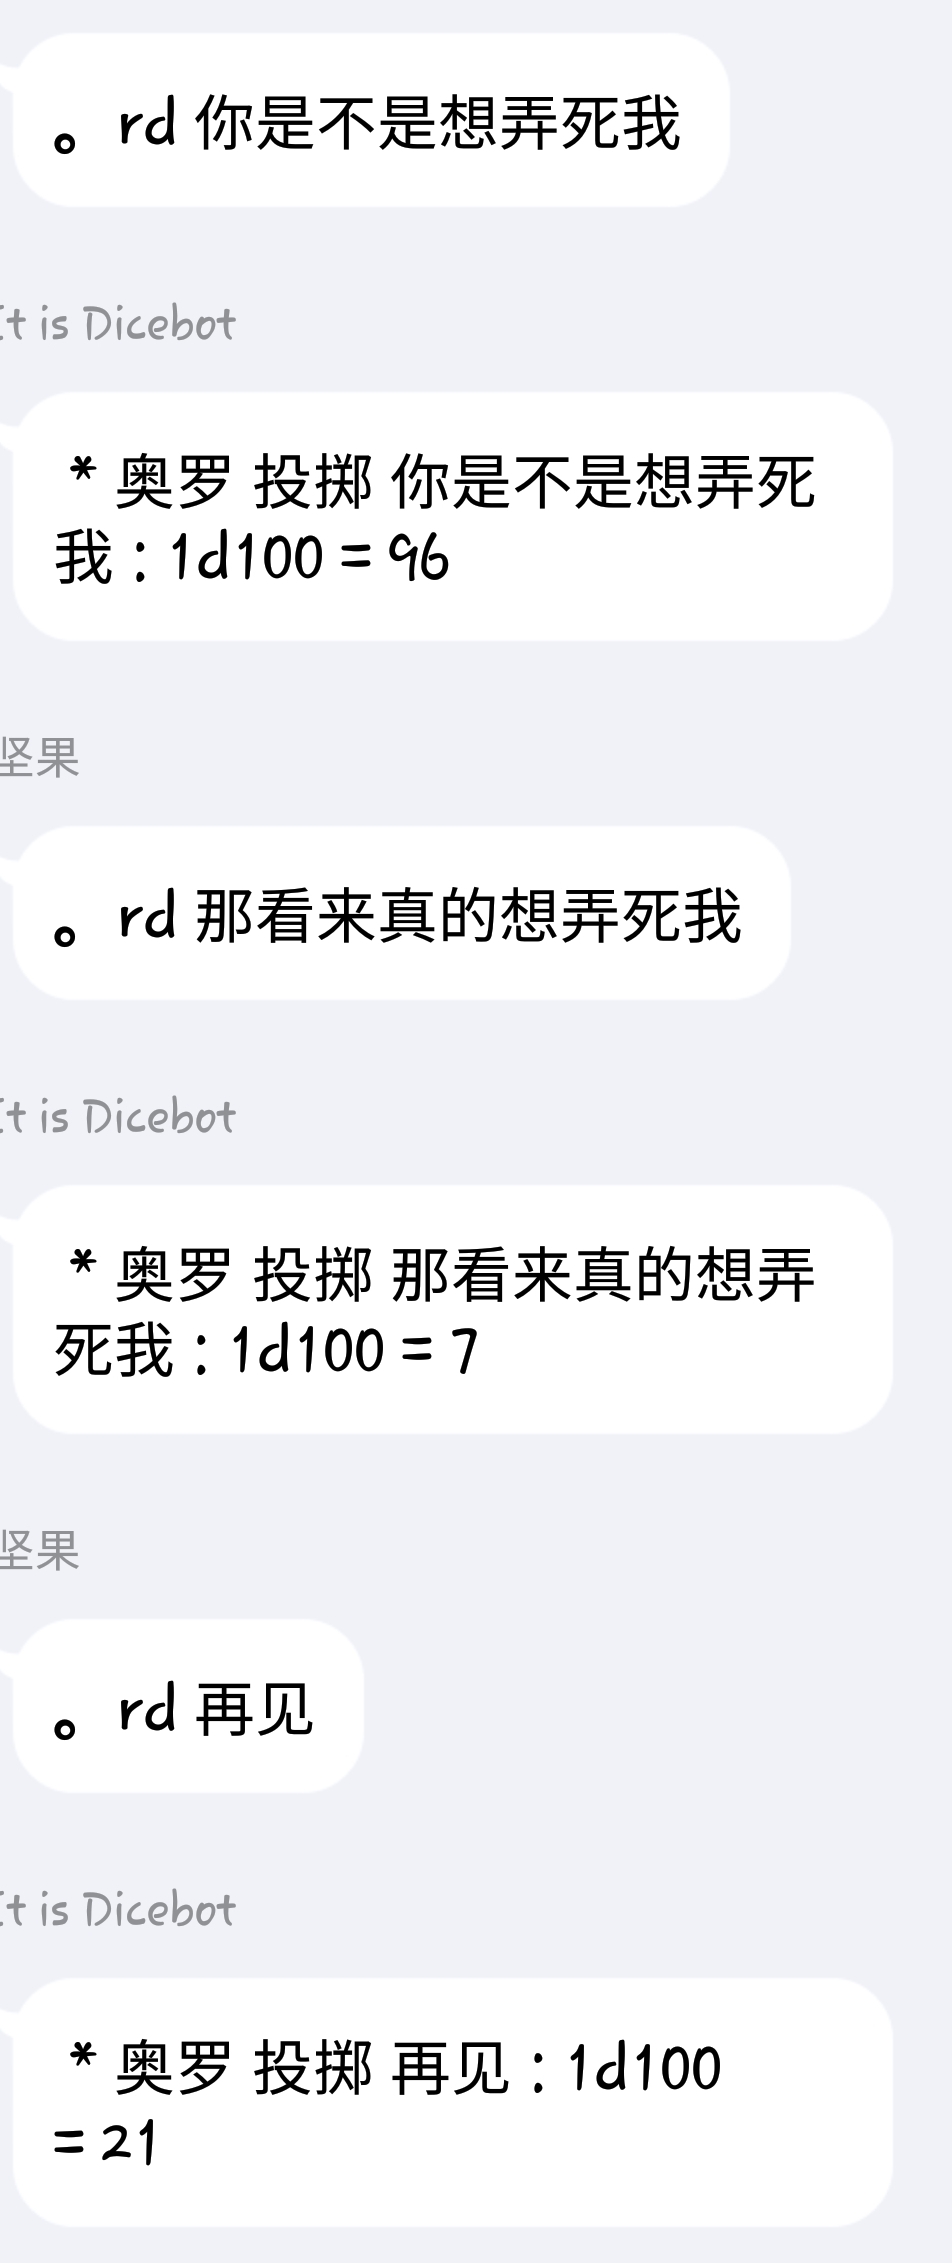 。rd 你是不是想弄死我
It is Dicebot
* 奥罗 投掷 你是不是想弄死
我：1d100 = 96
坚果
。rd 那看来真的想弄死我
It is Dicebot
* 奥罗 投掷 那看来真的想弄
死我：1d100 = 7
坚果
。rd 再见
It is Dicebot
* 奥罗 投掷 再见：1d100
= 21